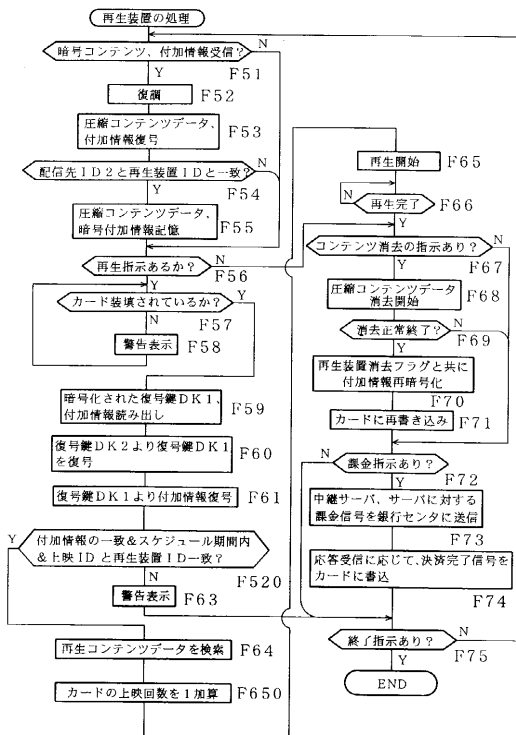 再生装置の処理
暗号コンテンツ、付加情報受信？
N
F51
Y
復調
F52
圧縮コンテンツデータ、
付加情報復号
F53
配信先ID2と再生装置IDと一致？
N
F54
Y
圧縮コンテンツデータ、
暗号付加情報記憶
F55
再生指示あるか？
N
F56
Y
カード装填されているか？
Y
F57
N
警告表示
F58
暗号化された復号鍵DK1、
付加情報読み出し
F59
復号鍵DK2より復号鍵DK1
を復号
F60
復号鍵DK1より付加情報復号
F61
Y
付加情報の一致＆スケジュール期間内
＆上映IDと再生装置ID一致？
F520
N
警告表示
F63
再生コンテンツデータを検索
F64
カードの上映回数を1加算
F650
再生開始
F65
N
再生完了
F66
Y
コンテンツ消去の指示あり？
N
F67
Y
圧縮コンテンツデータ
消去開始
F68
消去正常終了？
N
F69
Y
再生装置消去フラグと共に
付加情報再暗号化
F70
カードに再書き込み
F71
N
課金指示あり？
F72
Y
中継サーバ、サーバに対する
課金信号を銀行センタに送信
F73
応答受信に応じて、決済完了信号を
カードに書込
F74
終了指示あり？
N
F75
Y
END